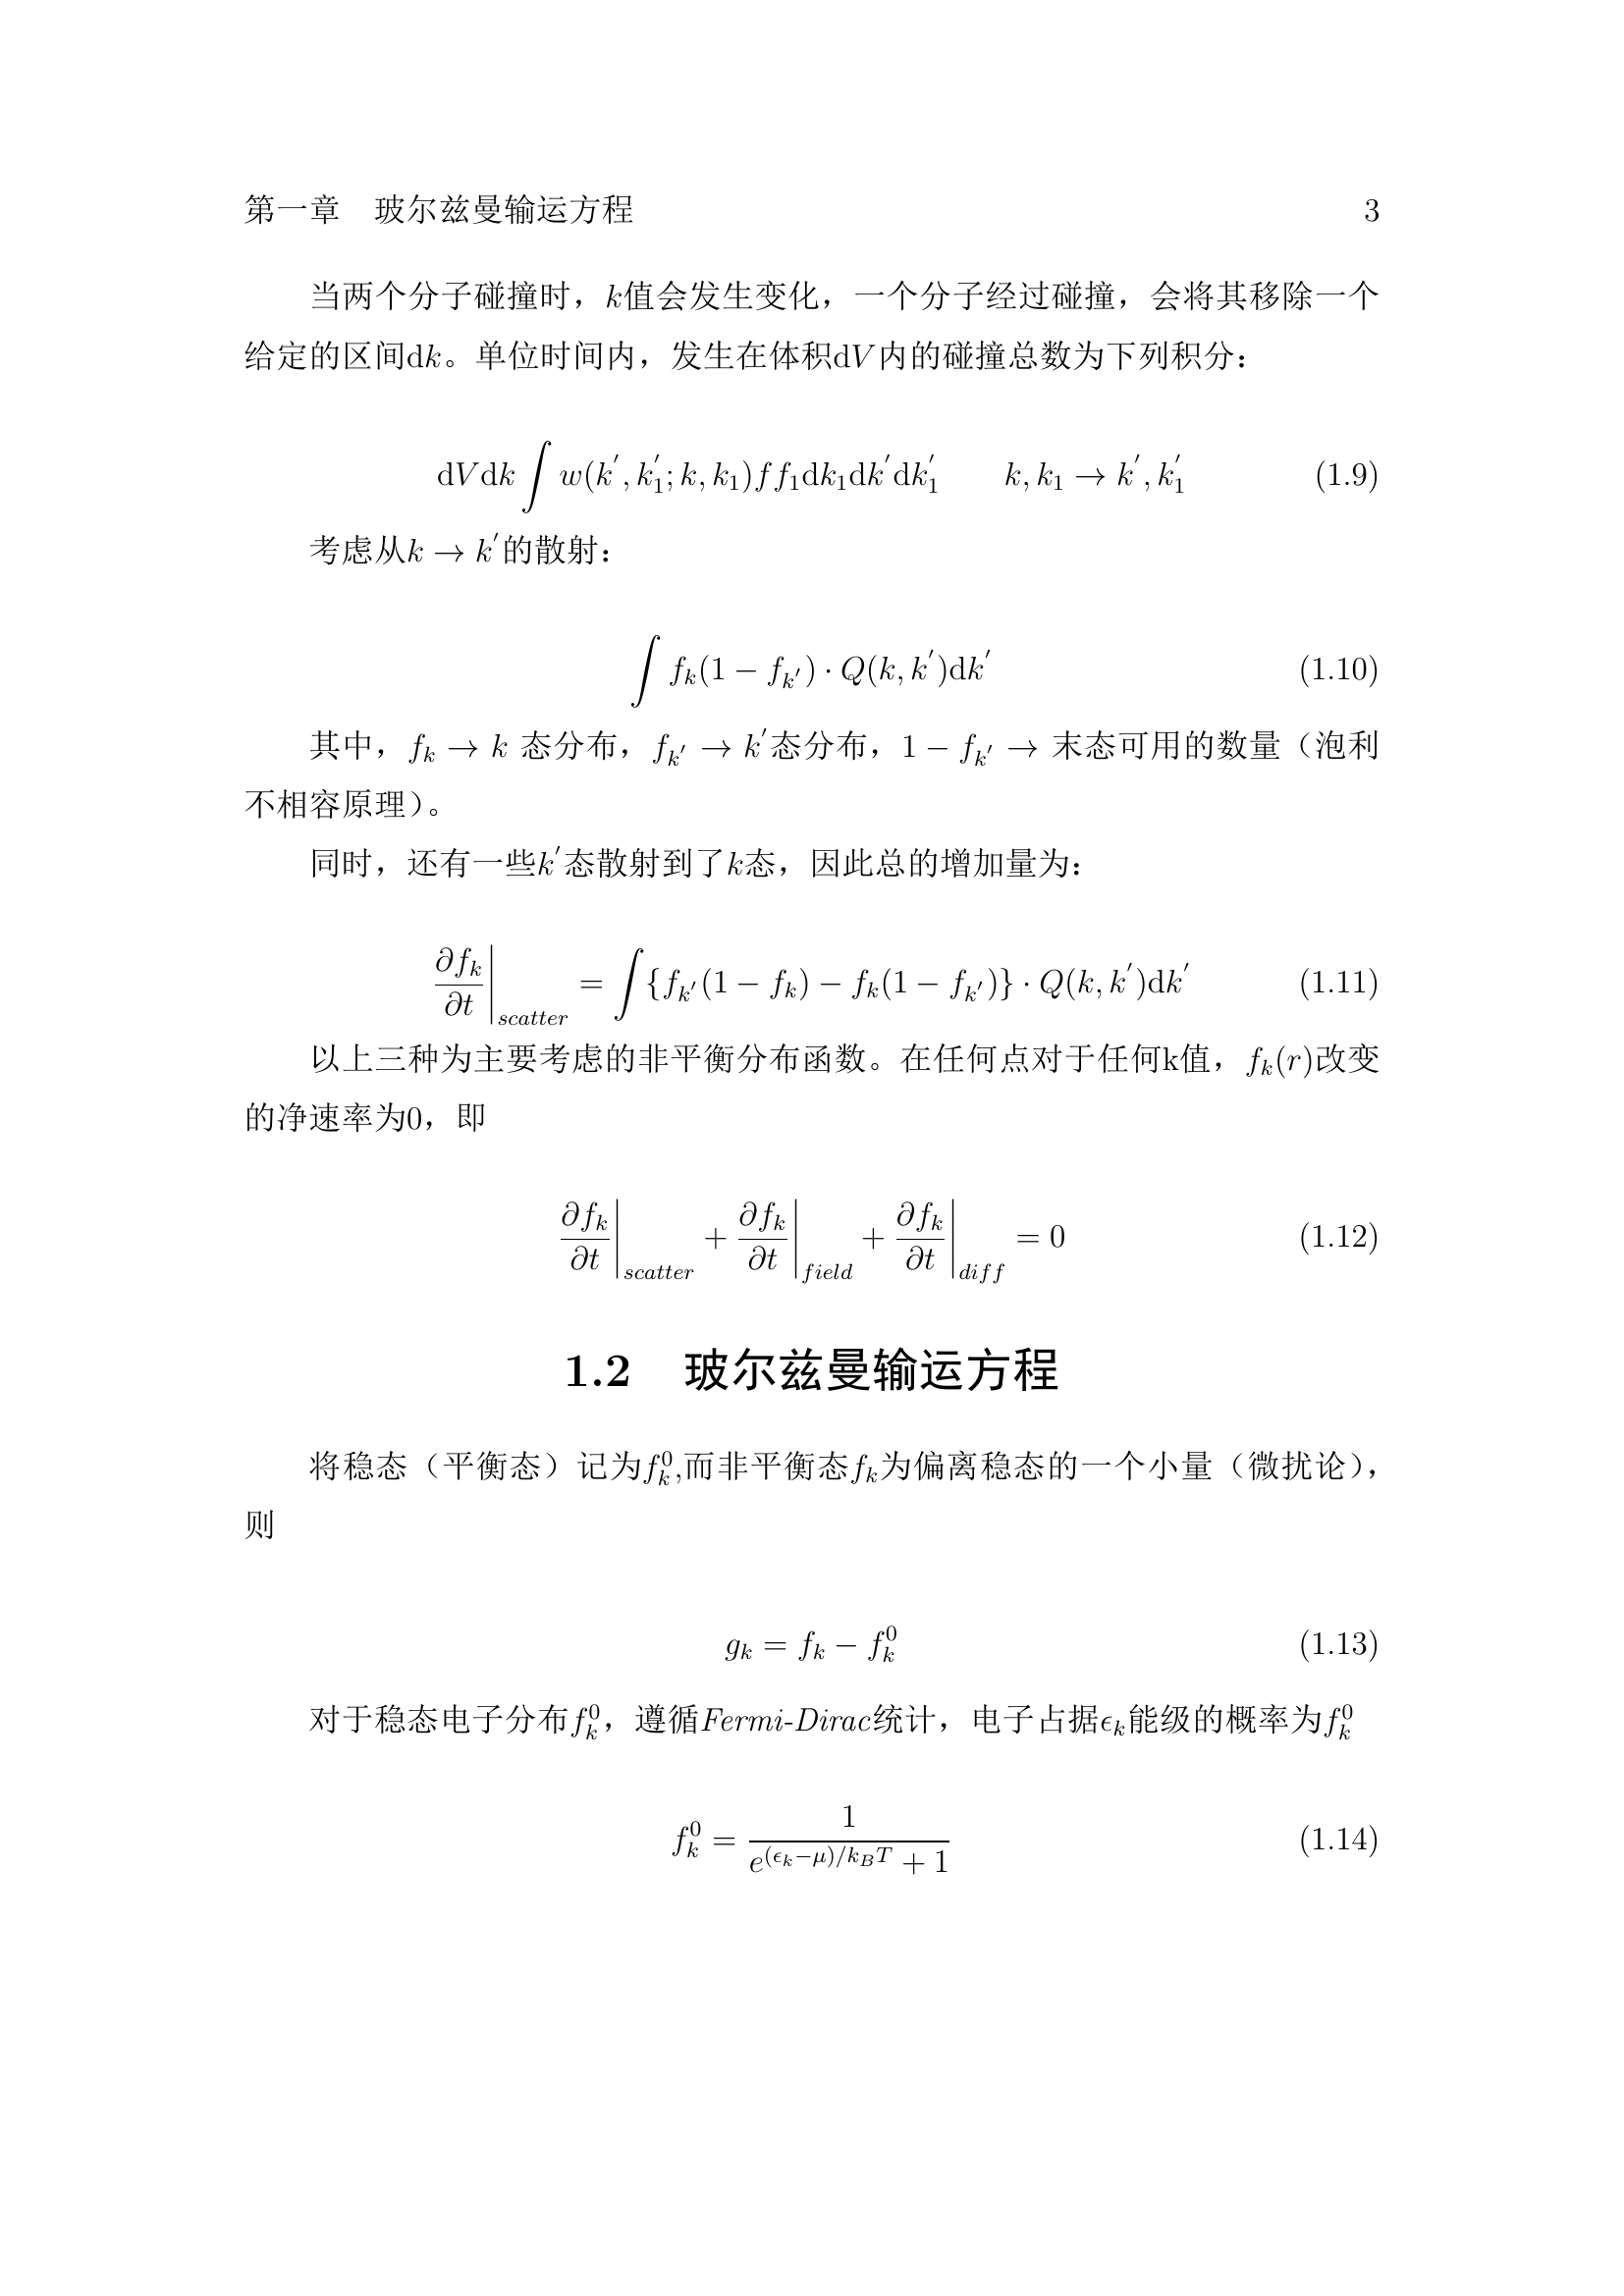 第一章　玻尔兹曼输运方程 3
当两个分子碰撞时，k值会发生变化，一个分子经过碰撞，会将其移除一个
给定的区间dk。单位时间内，发生在体积dV内的碰撞总数为下列积分：
$$\mathrm{d}V\mathrm{d}k\int w(k^{'},k_1^{'};k,k_1)ff_1\mathrm{d}k_1\mathrm{d}k^{'}\mathrm{d}k_1^{'} \qquad k,k_1\to k^{'},k_1^{'}$$ (1.9)
考虑从$k\to k^{'}$的散射：
$$\int f_k(1-f_{k^{'}})\cdot Q(k,k^{'})\mathrm{d}k^{'}$$ (1.10)
其中，$f_k\to k$ 态分布，$f_{k^{'}}\to k^{'}$态分布，$1-f_{k^{'}}\to$ 末态可用的数量（泡利
不相容原理）。
同时，还有一些$k^{'}$态散射到了$k$态，因此总的增加量为：
$$\left.\frac{\partial f_k}{\partial t}\right|_{scatter}=\int\{f_{k^{'}}(1-f_k)-f_k(1-f_{k^{'}})\}\cdot Q(k,k^{'})\mathrm{d}k^{'}$$ (1.11)
以上三种为主要考虑的非平衡分布函数。在任何点对于任何k值，$f_k(r)$改变
的净速率为0，即
$$\left.\frac{\partial f_k}{\partial t}\right|_{scatter}+\left.\frac{\partial f_k}{\partial t}\right|_{field}+\left.\frac{\partial f_k}{\partial t}\right|_{diff}=0$$ (1.12)
1.2　玻尔兹曼输运方程
将稳态（平衡态）记为$f_k^0$,而非平衡态$f_k$为偏离稳态的一个小量（微扰论），
则
$$g_k=f_k-f_k^0$$ (1.13)
对于稳态电子分布$f_k^0$，遵循Fermi-Dirac统计，电子占据$\epsilon_k$能级的概率为$f_k^0$
$$f_k^0=\frac{1}{e^{(\epsilon_k-\mu)/k_BT}+1}$$ (1.14)